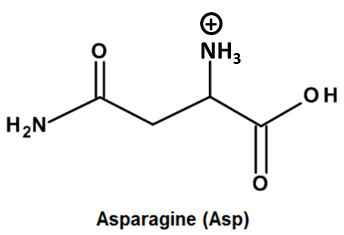 ⊕
O NH₃
OH
H₂N
O
Asparagine (Asp)